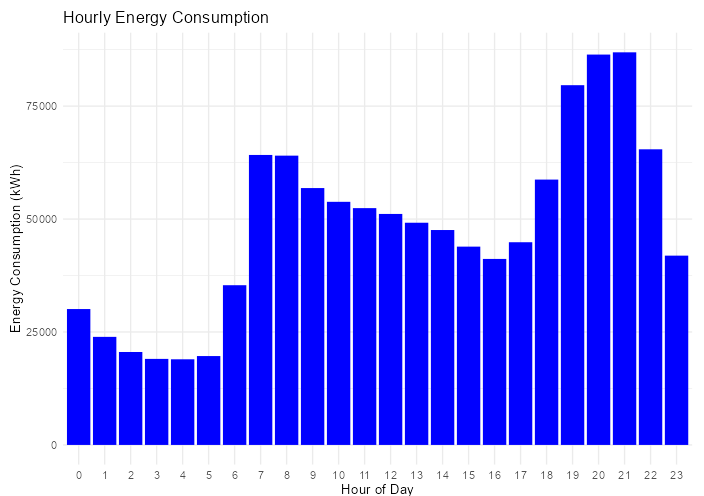 Hourly Energy Consumption
Energy Consumption (kWh)
75000
50000
25000
0
0 1 2 3 4 5 6 7 8 9 10 11 12 13 14 15 16 17 18 19 20 21 22 23
Hour of Day